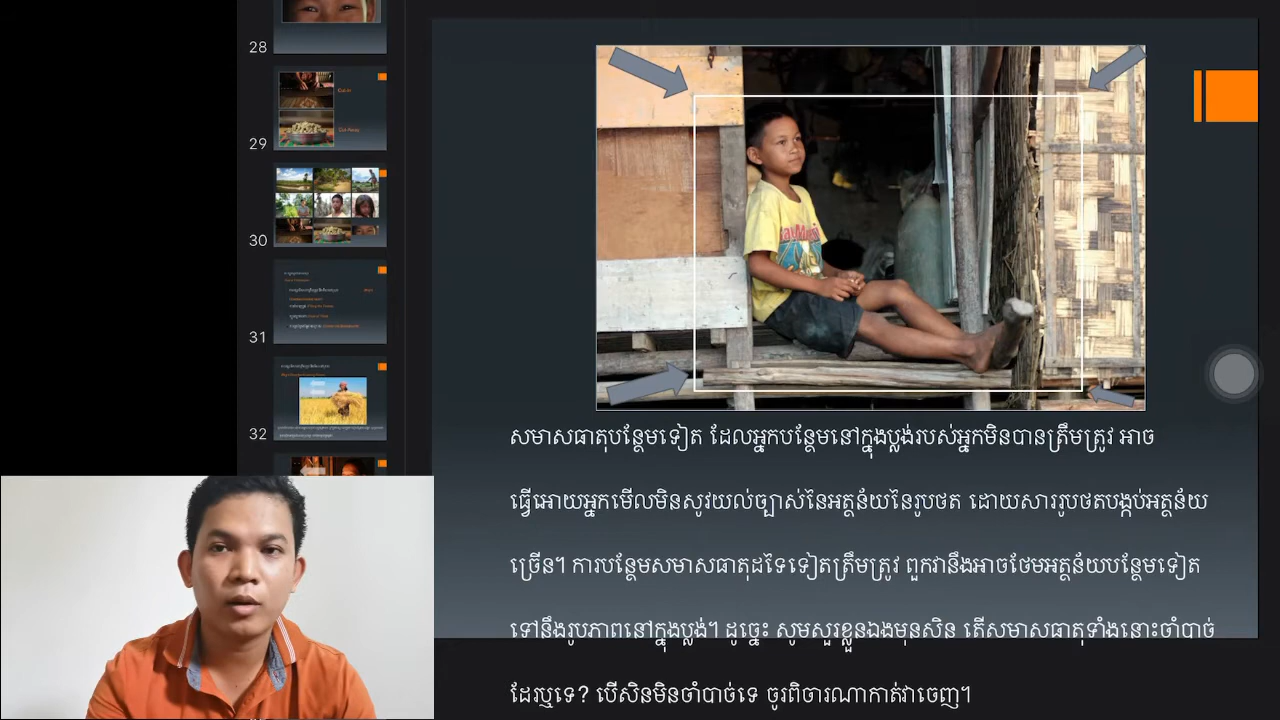 28
29
Cut in
Cut Away
30
31
32
សមាសធាតុបន្ថែមទៀត ដែលអ្នកបន្ថែមនៅក្នុងប្លង់របស់អ្នកមិនបានត្រឹមត្រូវ អាច
ធ្វើអោយអ្នកមើលមិនសូវយល់ច្បាស់នៃអត្ថន័យនៃរូបថត ដោយសាររូបថតបង្កប់អត្ថន័យ
ច្រើន។ ការបន្ថែមសមាសធាតុដទៃទៀតត្រឹមត្រូវ ពួកវានឹងអាចថែមអត្ថន័យបន្ថែមទៀត
ទៅនឹងរូបភាពនៅក្នុងប្លង់។ ដូច្នេះ សូមសួរខ្លួនឯងមុនសិន តើសមាសធាតុទាំងនោះចាំបាច់
ដែរឬទេ? បើសិនមិនចាំបាច់ទេ ចូរពិចារណាកាត់វាចេញ។